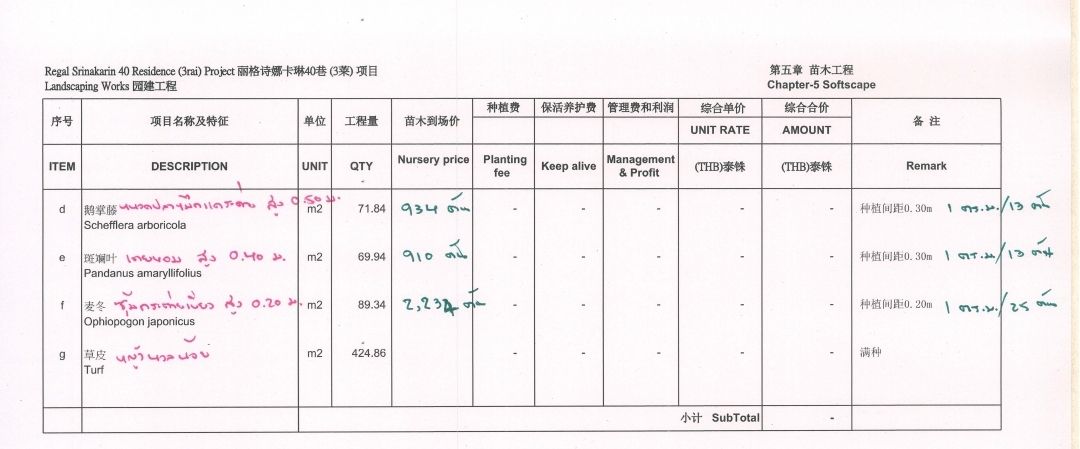 Regal Srinakarin 40 Residence (3rai) Project 丽格诗娜卡琳40巷 (3莱) 项目
Landscaping Works 园建工程
第五章 苗木工程
Chapter-5 Softscape
序号 项目名称及特征 单位 工程量 苗木到场价 种植费 保活养护费 管理费和利润 综合单价 综合合价 备 注
UNIT RATE AMOUNT
ITEM DESCRIPTION UNIT QTY Nursery price Planting fee Keep alive Management & Profit (THB)泰铢 (THB)泰铢 Remark
d 鹅掌藤 หนวดปลาหมึกแคระด่าง สูง 0.50 ม. m2 71.84 934 ต้น - - - - - 种植间距0.30m 1 ตร.ม./13 ต้น
Schefflera arboricola
e 斑斓叶 เตยหอม สูง 0.40 ม. m2 69.94 910 ต้น - - - - - 种植间距0.30m 1 ตร.ม./13 ต้น
Pandanus amaryllifolius
f 麦冬 ซุ้มกระต่ายเขียว สูง 0.20 ม. m2 89.34 2,234 ต้น - - - - - 种植间距0.20m 1 ตร.ม./25 ต้น
Ophiopogon japonicus
g 草皮 หญ้านวลน้อย m2 424.86 - - - - - 满种
Turf
小计 SubTotal -